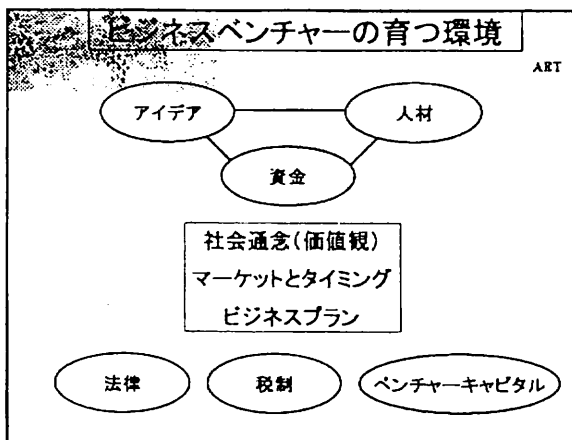 ビジネスベンチャーの育つ環境
ART
アイデア
人材
資金
社会通念(価値観)
マーケットとタイミング
ビジネスプラン
法律
税制
ベンチャーキャピタル